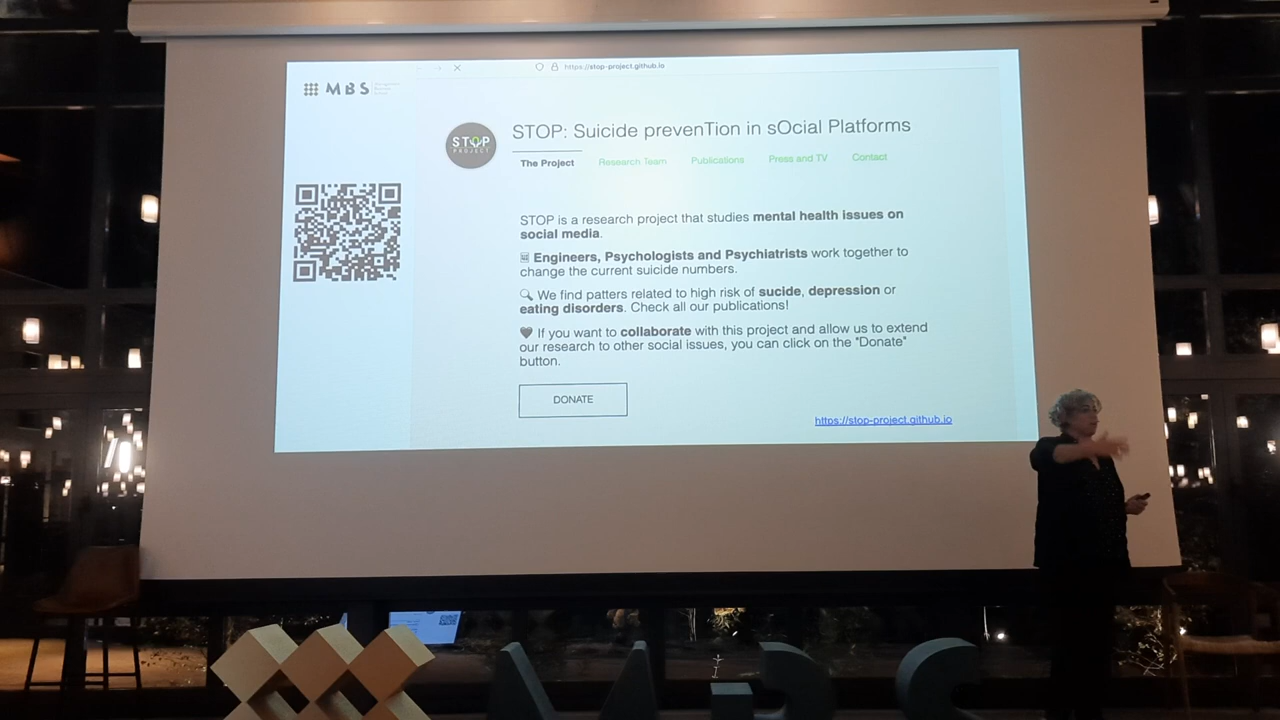 https://stop-project.github.io
MBS
STOP
PROJECT
STOP: Suicide prevenTion in sOcial Platforms
The Project Research Team Publications Press and TV Contact
STOP is a research project that studies mental health issues on
social media.
Engineers, Psychologists and Psychiatrists work together to
change the current suicide numbers.
We find patters related to high risk of sucide, depression or
eating disorders. Check all our publications!
If you want to collaborate with this project and allow us to extend
our research to other social issues, you can click on the "Donate"
button.
DONATE
https://stop-project.github.io